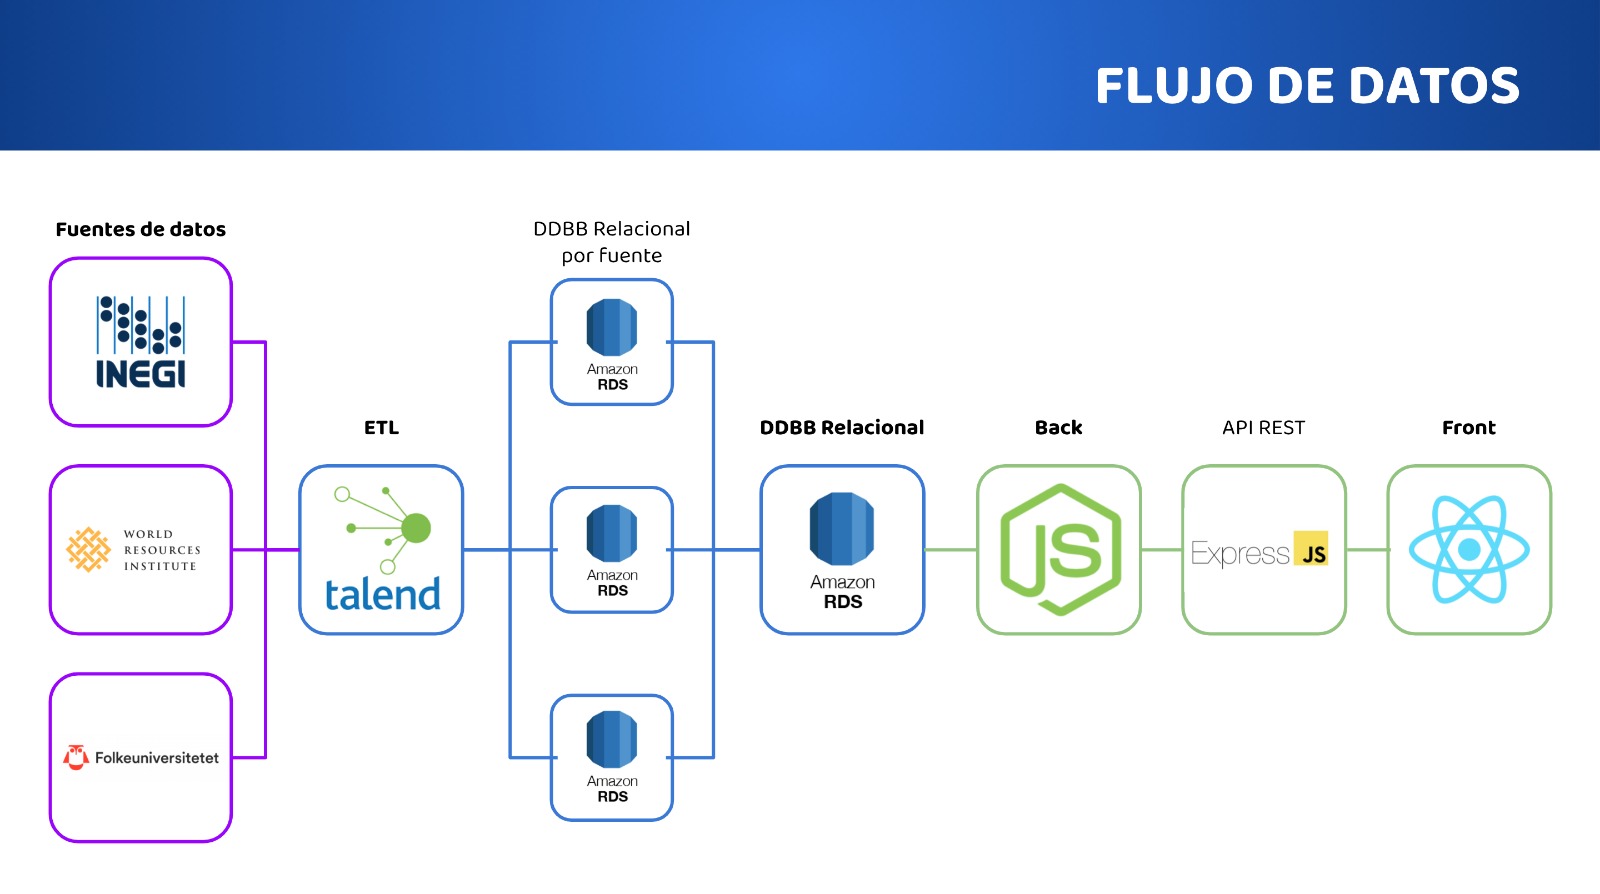 FLUJO DE DATOS
Fuentes de datos
INEGI
WORLD
RESOURCES
INSTITUTE
Folkeuniversitetet
ETL
talend
DDBB Relacional
por fuente
Amazon
RDS
Amazon
RDS
Amazon
RDS
DDBB Relacional
Amazon
RDS
Back
JS
API REST
Express JS
Front